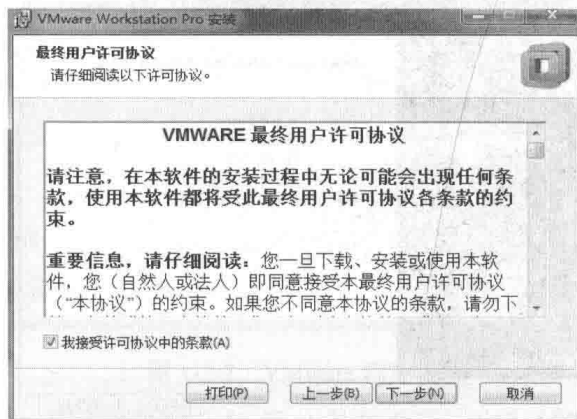 VMware Workstation Pro 安装
最终用户许可协议
请仔细阅读以下许可协议。
VMWARE 最终用户许可协议
请注意，在本软件的安装过程中无论可能会出现任何条
款，使用本软件都将受此最终用户许可协议各条款的约
束。
重要信息，请仔细阅读：您一旦下载、安装或使用本软
件，您（自然人或法人）即同意接受本最终用户许可协议
（“本协议”）的约束。如果您不同意本协议的条款，请勿下
我接受许可协议中的条款(A)
打印(P)
上一步(B)
下一步(N)
取消